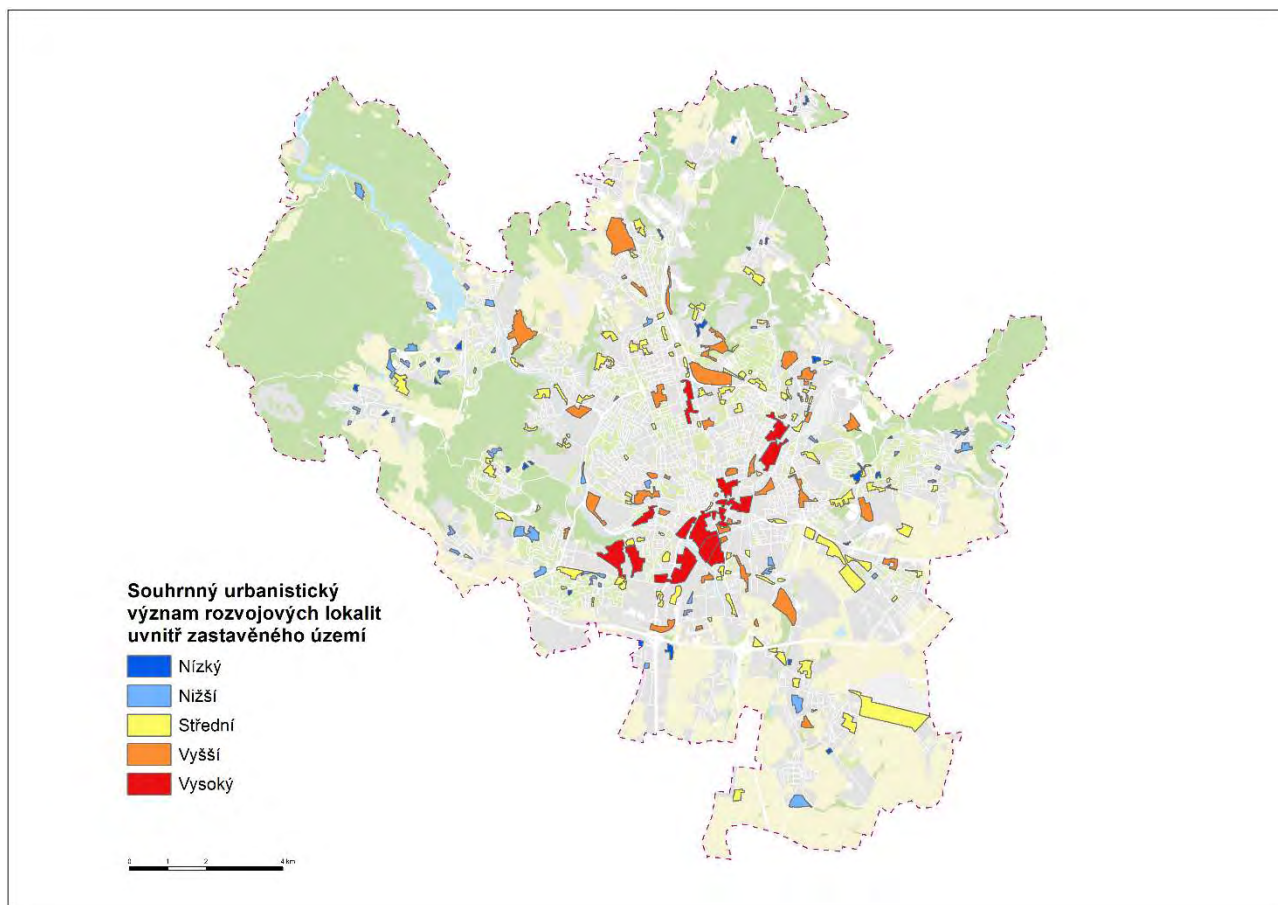 Souhrnný urbanistický
význam rozvojových lokalit
uvnitř zastavěného území
Nízký
Nižší
Střední
Vyšší
Vysoký
0 1 2 4 km